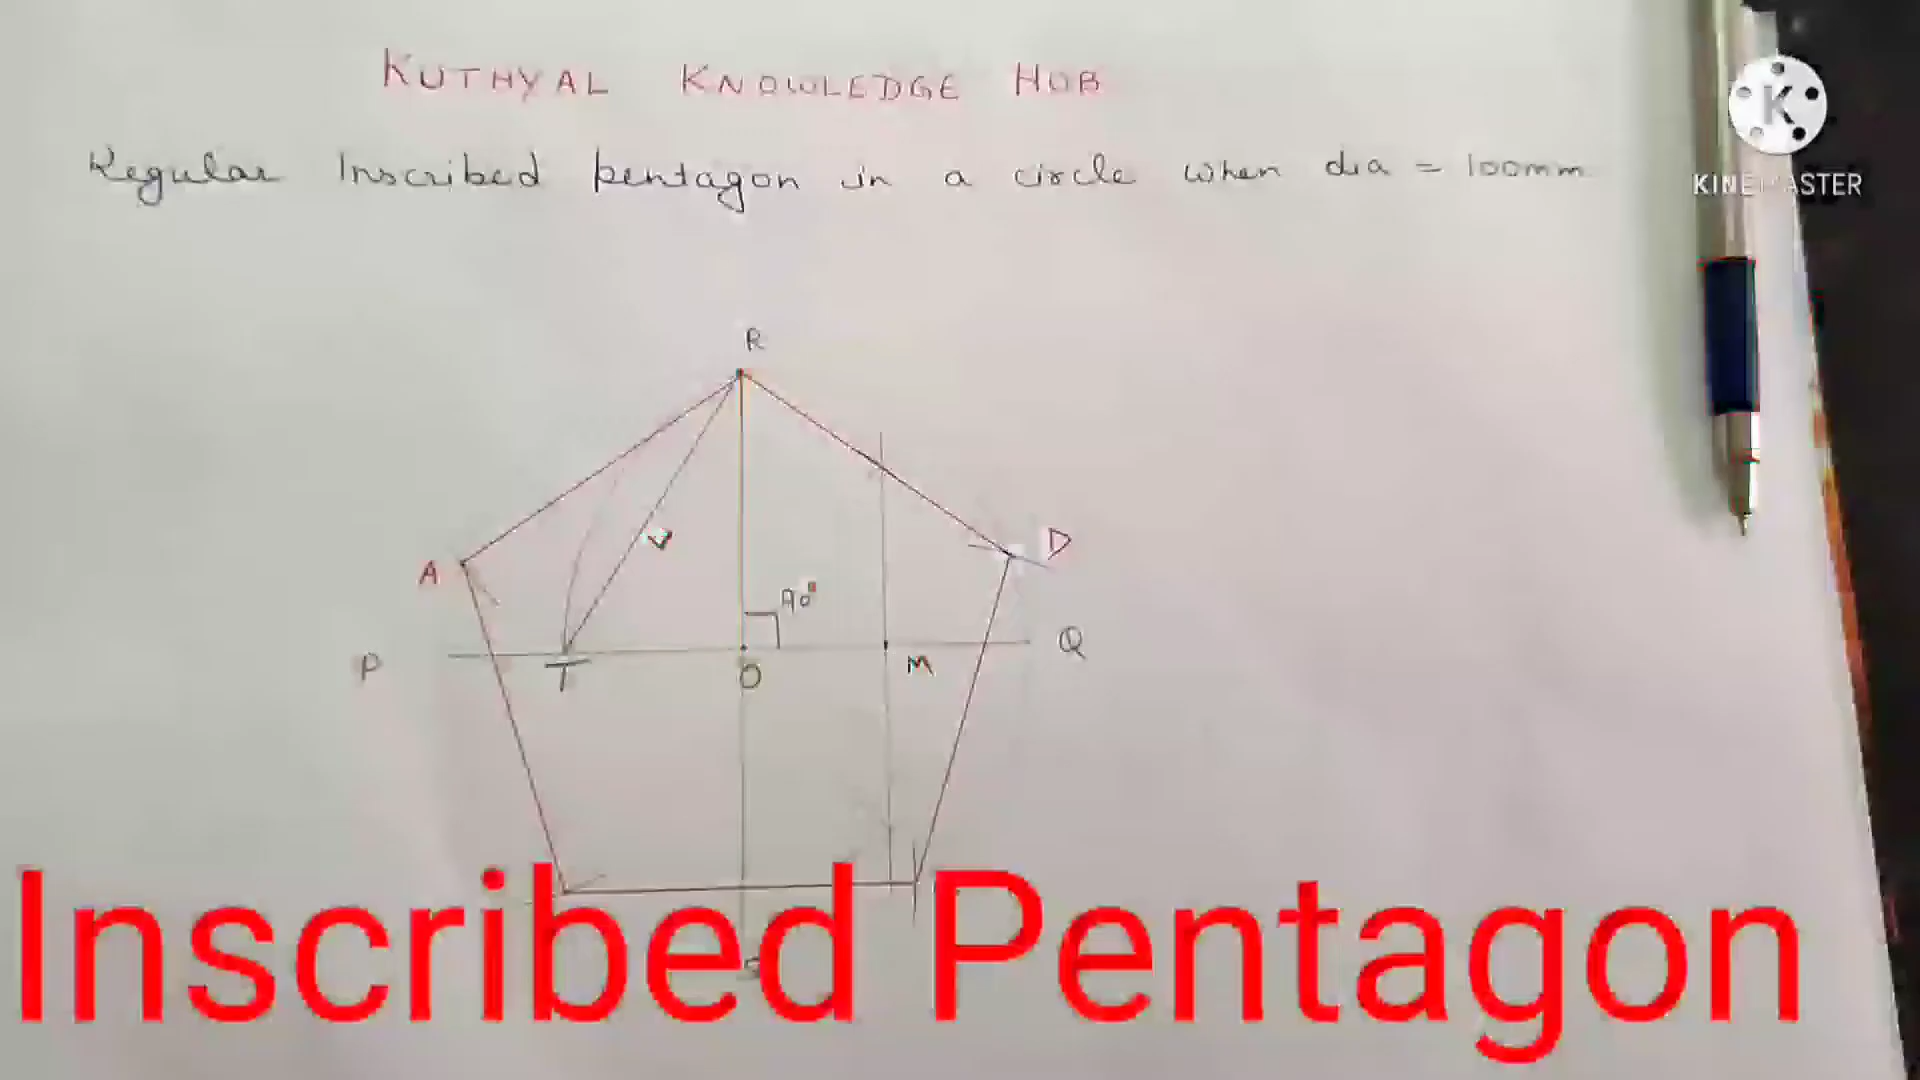 KUTHYAL KNOWLEDGE HUB
K
KINEMASTER
Regular Inscribed pentagon in a circle when dia = 100mm
R
D
A
90°
P
T
O
M
Q
S
Inscribed Pentagon